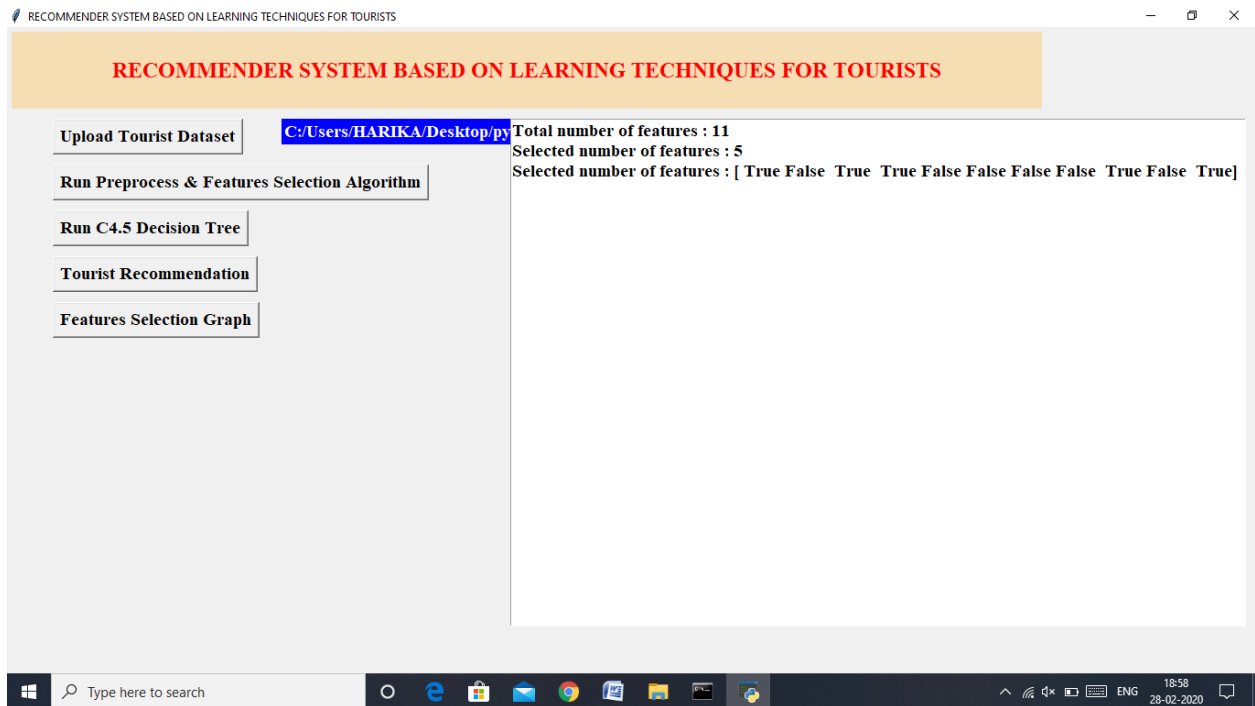 RECOMMENDER SYSTEM BASED ON LEARNING TECHNIQUES FOR TOURISTS
RECOMMENDER SYSTEM BASED ON LEARNING TECHNIQUES FOR TOURISTS
Upload Tourist Dataset
C:/Users/HARIKA/Desktop/py
Run Preprocess & Features Selection Algorithm
Run C4.5 Decision Tree
Tourist Recommendation
Features Selection Graph
Total number of features : 11
Selected number of features : 5
Selected number of features : [ True False  True  True False False False False  True False  True]
Type here to search
ENG
18:58
28-02-2020